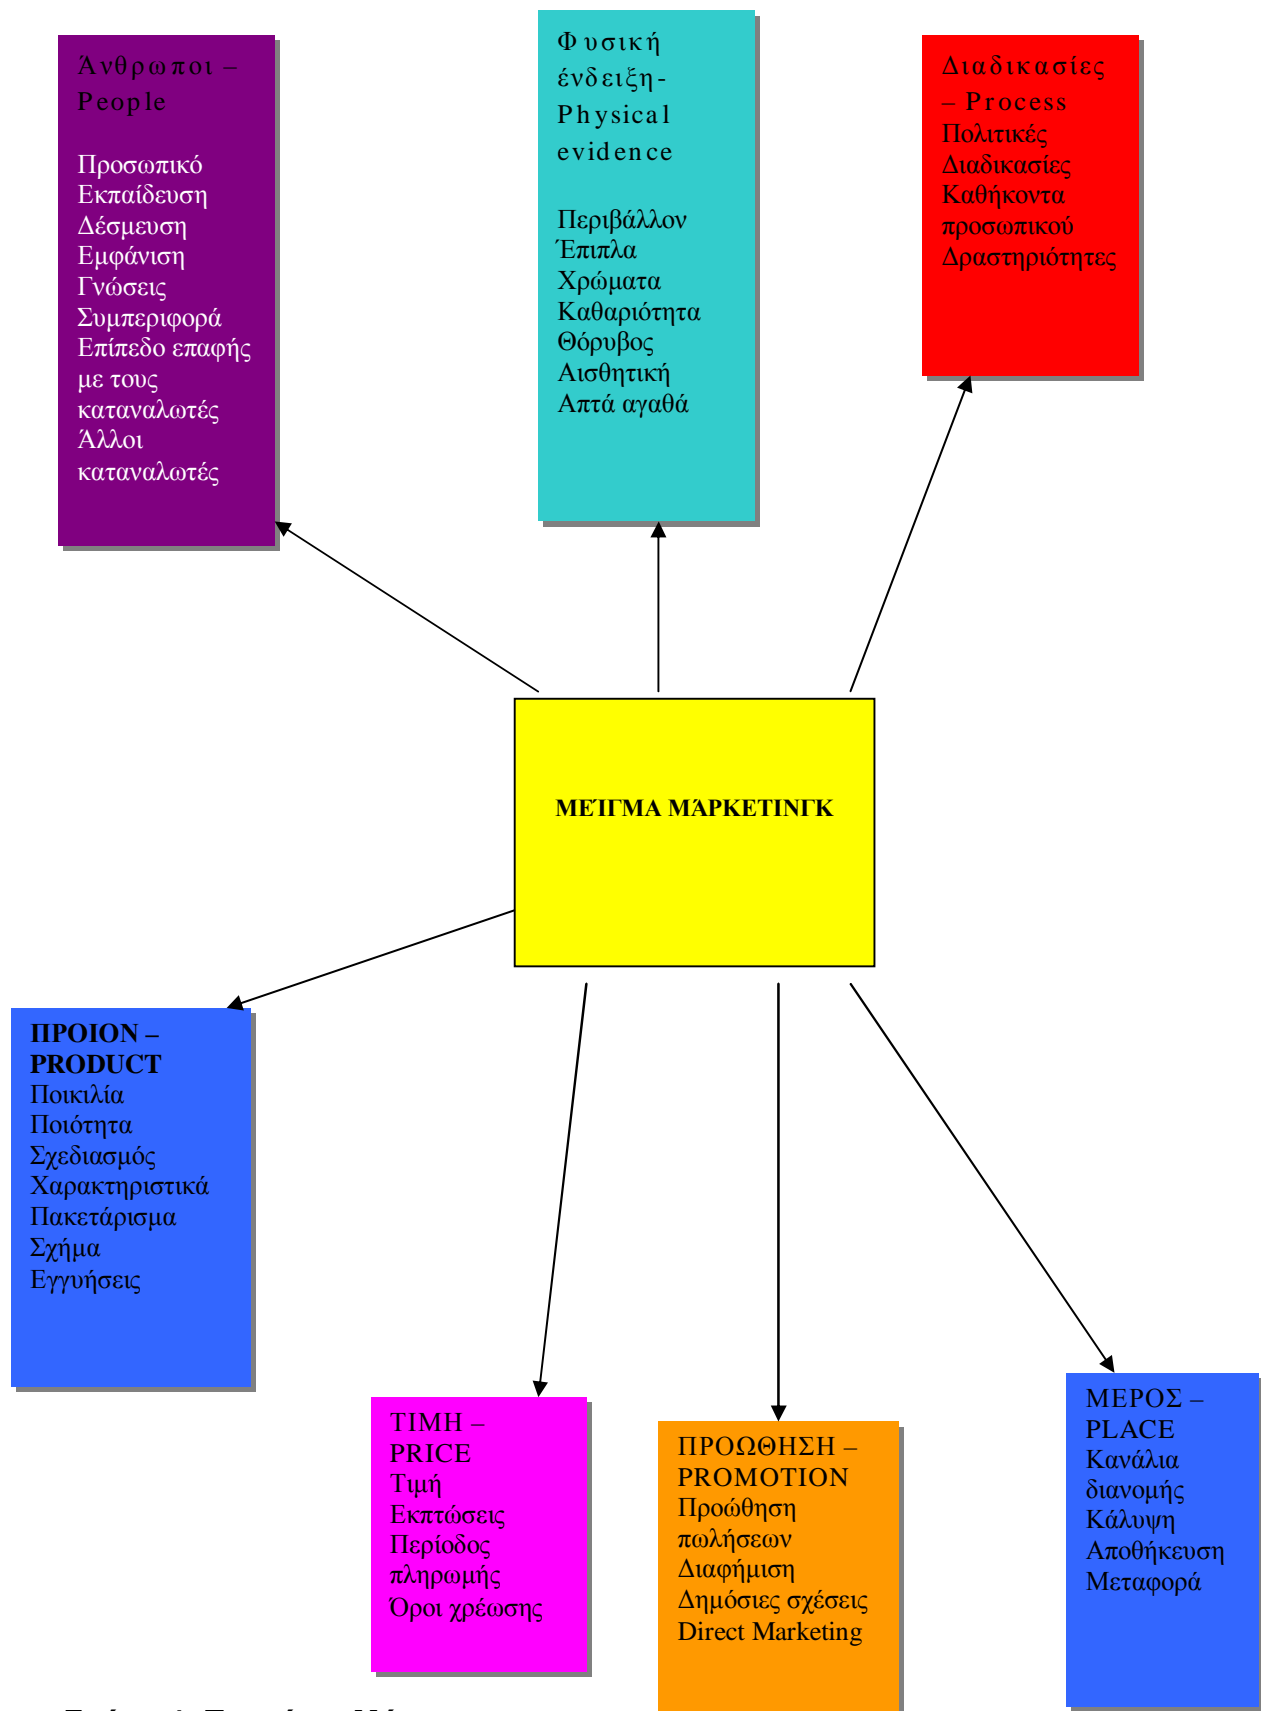 Άνθρωποι –
People
Προσωπικό
Εκπαίδευση
Δέσμευση
Εμφάνιση
Γνώσεις
Συμπεριφορά
Επίπεδο επαφής
με τους
καταναλωτές
Άλλοι
καταναλωτές
Φυσική
ένδειξη-
Physical
evidence
Περιβάλλον
Έπιπλα
Χρώματα
Καθαριότητα
Θόρυβος
Αισθητική
Απτά αγαθά
Διαδικασίες
– Process
Πολιτικές
Διαδικασίες
Καθήκοντα
προσωπικού
Δραστηριότητες
ΜΕΊΓΜΑ ΜΆΡΚΕΤΙΝΓΚ
ΠΡΟΙΟΝ –
PRODUCT
Ποικιλία
Ποιότητα
Σχεδιασμός
Χαρακτηριστικά
Πακετάρισμα
Σχήμα
Εγγυήσεις
ΤΙΜΗ –
PRICE
Τιμή
Εκπτώσεις
Περίοδος
πληρωμής
Όροι χρέωσης
ΠΡΟΩΘΗΣΗ –
PROMOTION
Προώθηση
πωλήσεων
Διαφήμιση
Δημόσιες σχέσεις
Direct Marketing
ΜΕΡΟΣ –
PLACE
Κανάλια
διανομής
Κάλυψη
Αποθήκευση
Μεταφορά